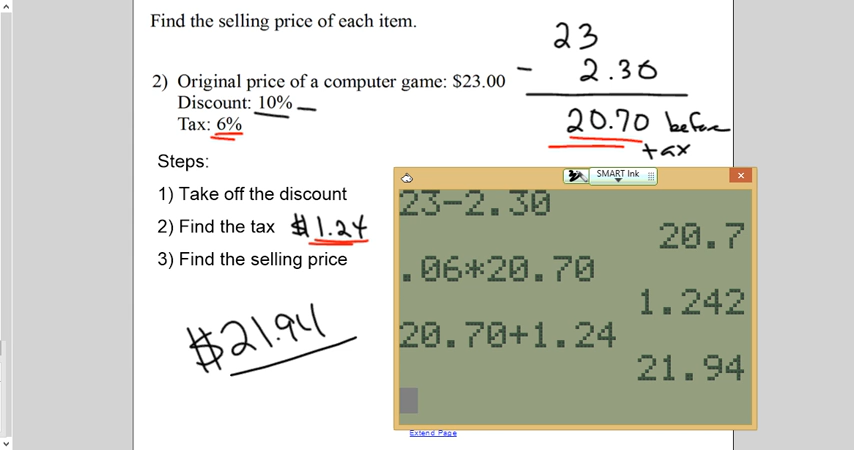 Find the selling price of each item.
23
- 2.30
20.70 before
tax
2) Original price of a computer game: $23.00
Discount: 10%
Tax: 6%
Steps:
1) Take off the discount
2) Find the tax $1.24
3) Find the selling price
$21.94
SMART Ink
23-2.30
20.7
.06*20.70
1.242
20.70+1.24
21.94
Extend Page